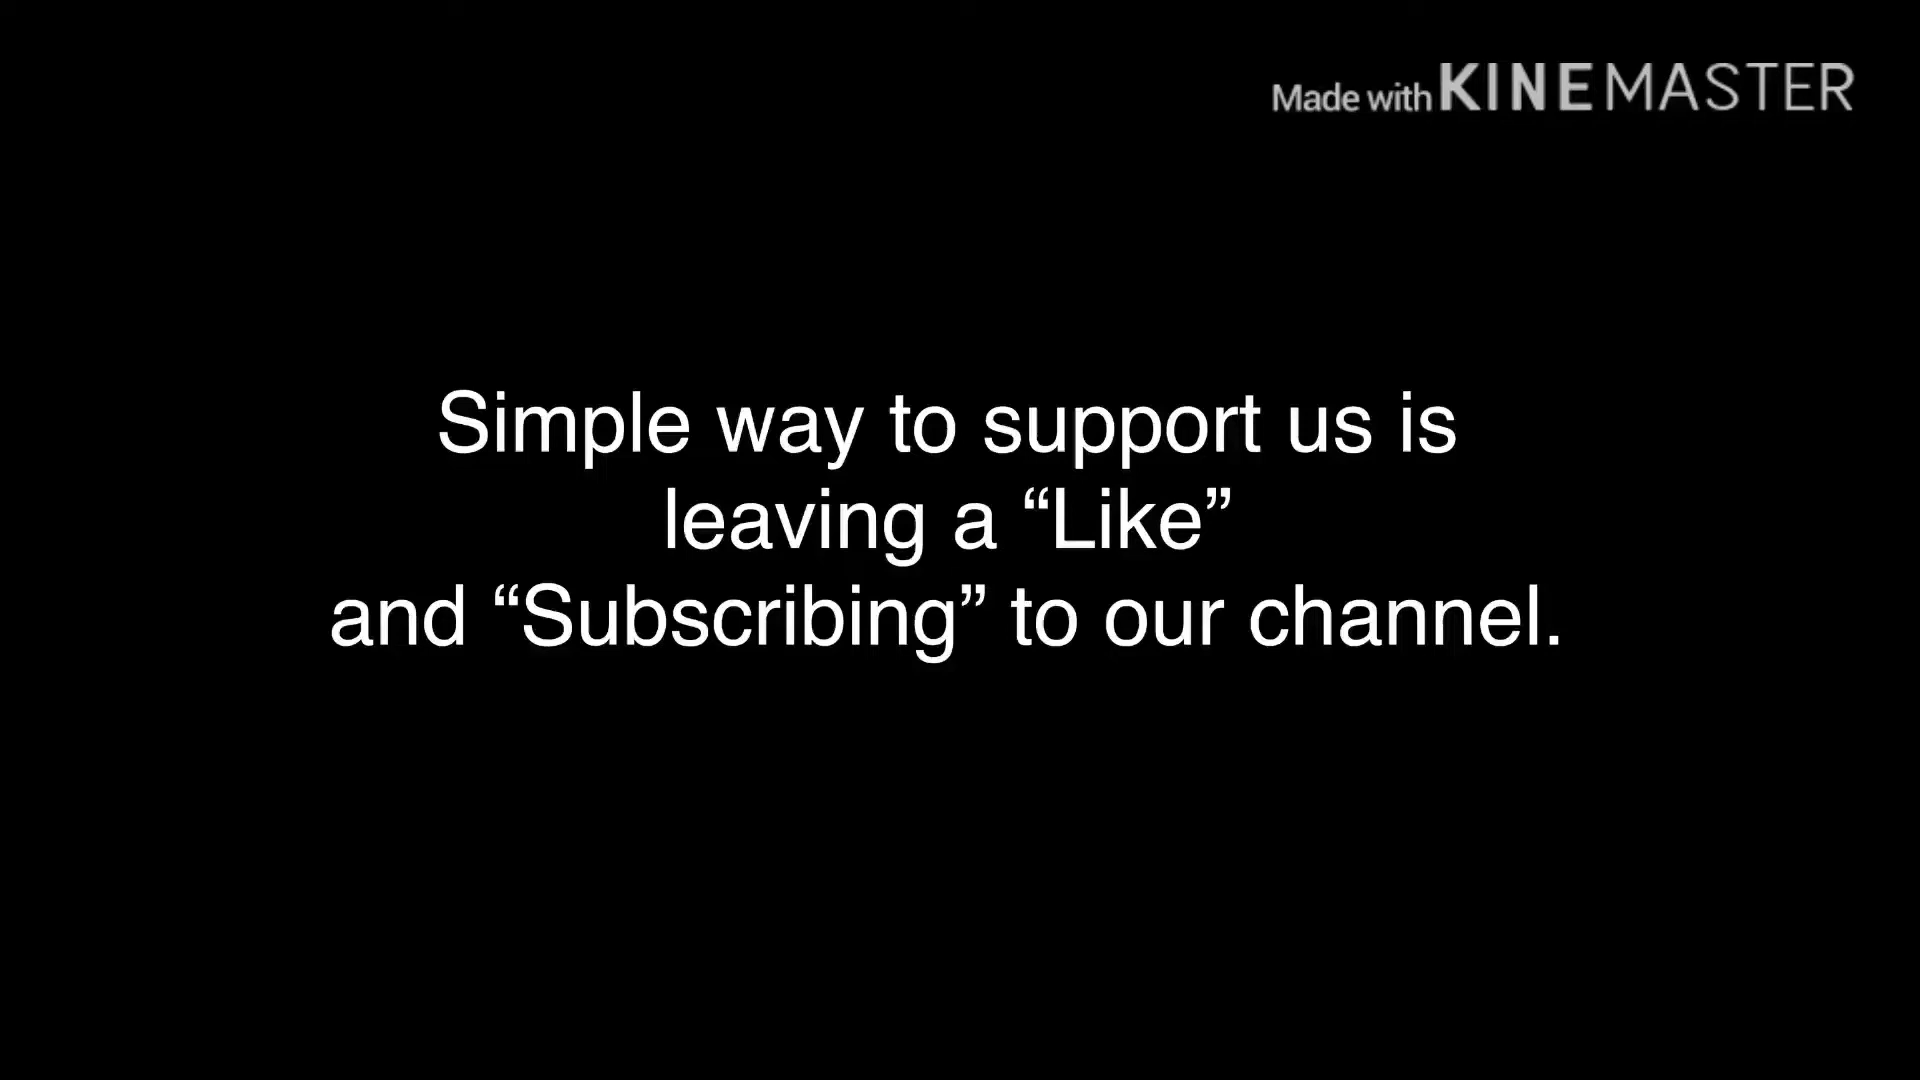 Made with KINEMASTER
Simple way to support us is
leaving a “Like”
and “Subscribing” to our channel.